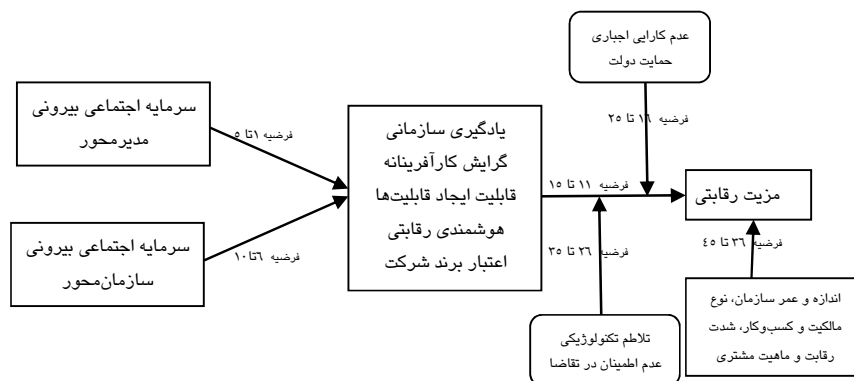 عدم کارایی اجباری
حمایت دولت
سرمایه اجتماعی بیرونی
مدیرمحور
فرضیه ۱تا ۵
یادگیری سازمانی
گرایش کارآفرینانه
قابلیت ایجاد قابلیت‌ها
هوشمندی رقابتی
اعتبار برند شرکت
فرضیه ۱۶ تا ۲۵
فرضیه ۱۱ تا ۱۵
مزیت رقابتی
سرمایه اجتماعی بیرونی
سازمان‌محور
فرضیه ۶تا۱۰
فرضیه ۲۶ تا ۳۵
فرضیه ۳۶ تا ۴۵
تلاطم تکنولوژیکی
عدم اطمینان در تقاضا
اندازه و عمر سازمان، نوع
مالکیت و کسب‌وکار، شدت
رقابت و ماهیت مشتری